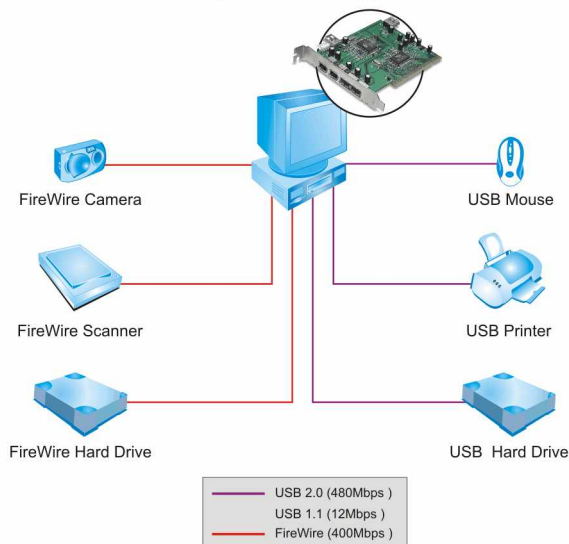 FireWire Camera
USB Mouse
FireWire Scanner
USB Printer
FireWire Hard Drive
USB Hard Drive
USB 2.0 (480Mbps )
USB 1.1 (12Mbps )
FireWire (400Mbps )